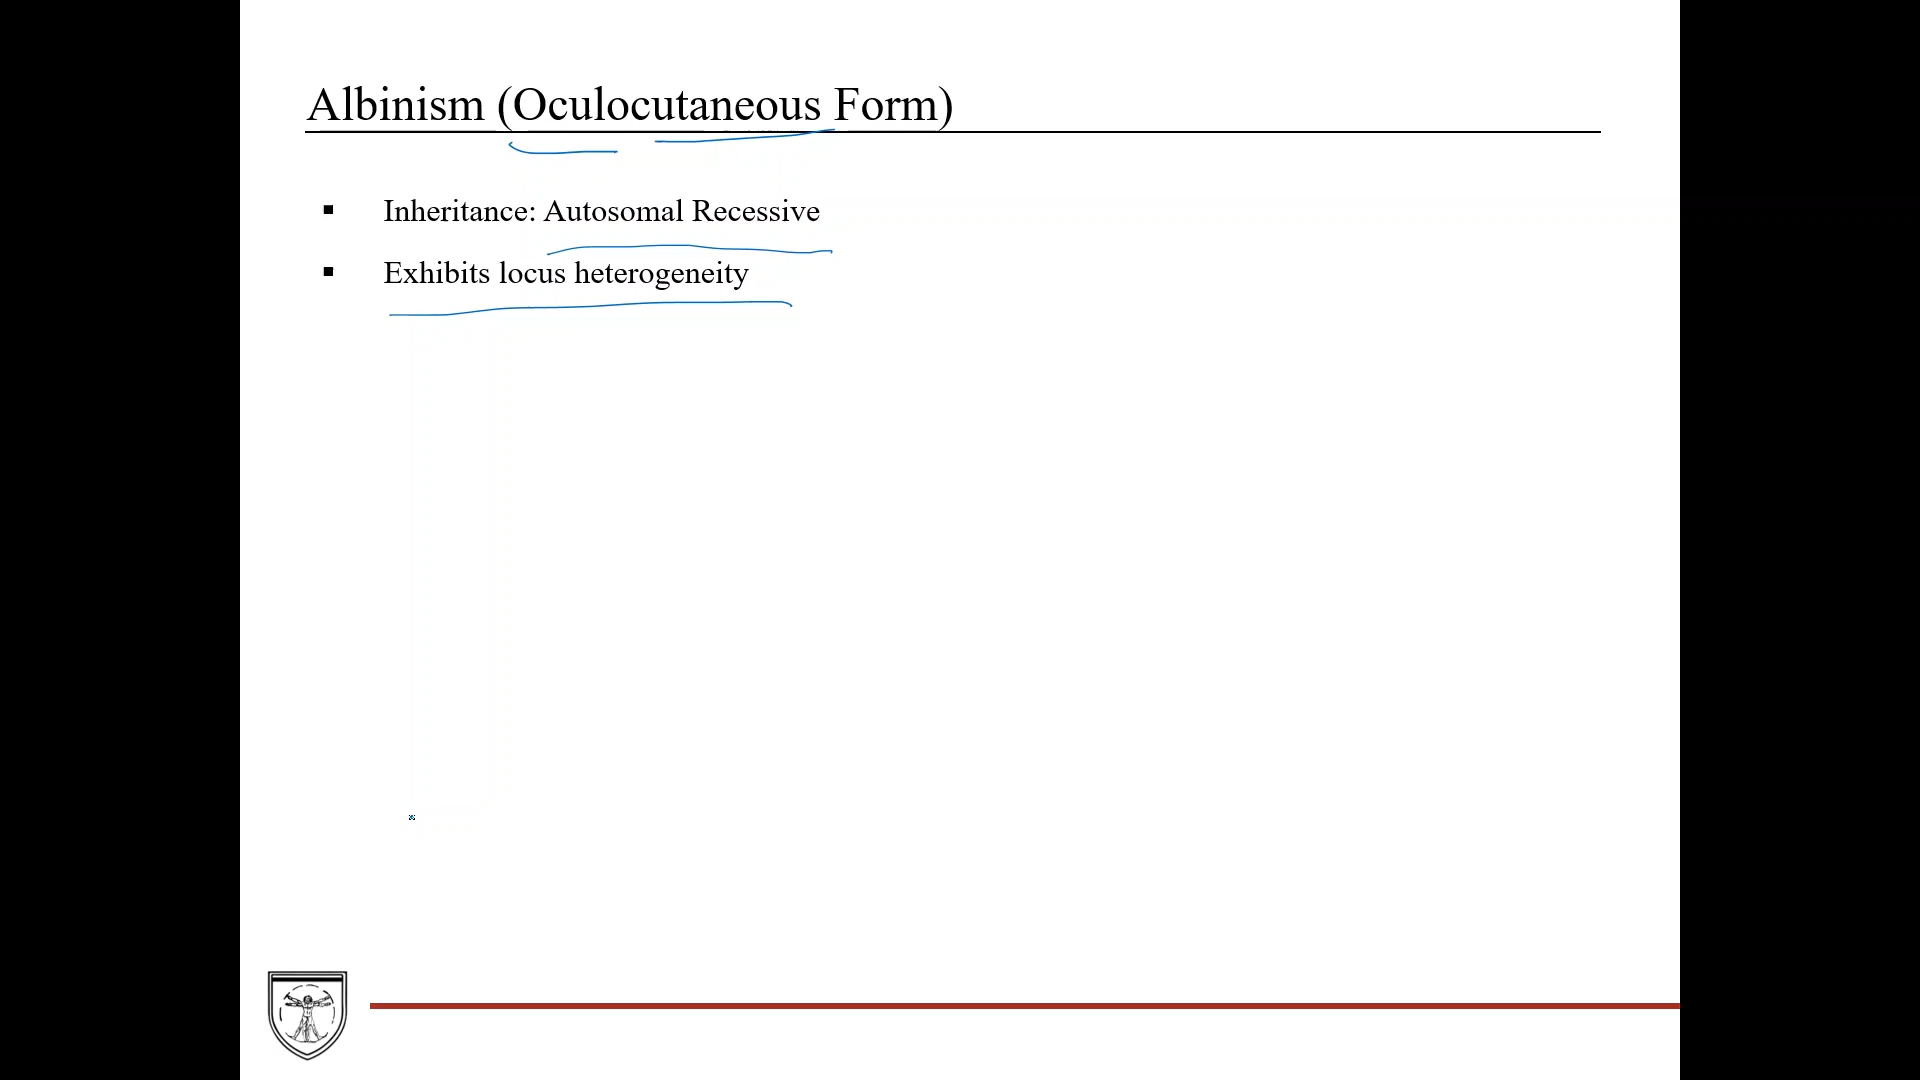 Albinism (Oculocutaneous Form)
▪ Inheritance: Autosomal Recessive
▪ Exhibits locus heterogeneity